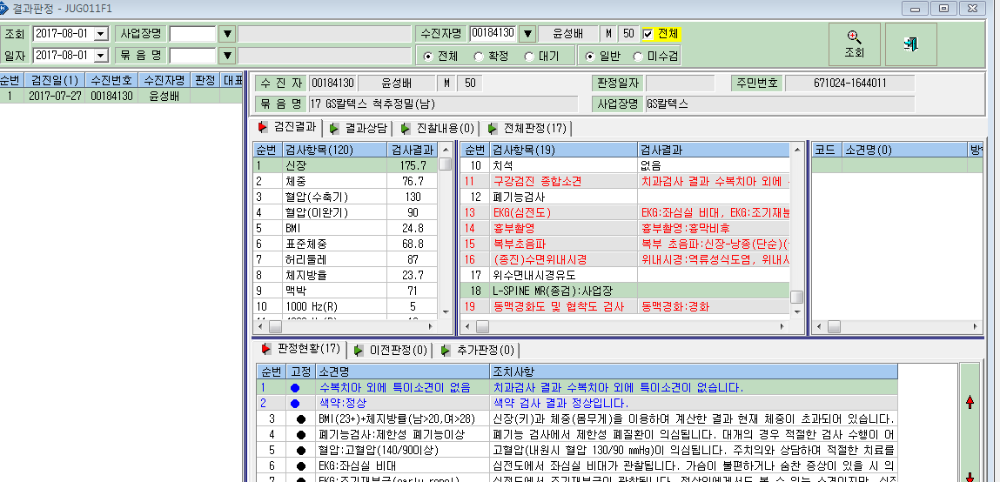 결과판정 - JUG011F1
조회 2017-08-01 사업장명 수진자명 00184130 윤성배 M 50 전체
일자 2017-08-01 묶 음 명 전체 확정 대기 일반 미수검 조회
순번 검진일(1) 수진번호 수진자명 판정 대표
1 2017-07-27 00184130 윤성배
수 진 자 00184130 윤성배 M 50 판정일자 주민번호 671024-1644011
묶 음 명 17 GS칼텍스 척추정밀(남) 사업장명 GS칼텍스
검진결과 결과상담 진찰내용(0) 전체판정(17)
순번 검사항목(120) 검사결과
1 신장 175.7
2 체중 76.7
3 혈압(수축기) 130
4 혈압(이완기) 90
5 BMI 24.8
6 표준체중 68.8
7 허리둘레 87
8 체지방율 23.7
9 맥박 71
10 1000 Hz(R) 5
순번 검사항목(19) 검사결과
10 치석 없음
11 구강검진 종합소견 치과검사 결과 수복치아 외에
12 폐기능검사
13 EKG(심전도) EKG:좌심실 비대, EKG:조기재분
14 흉부촬영 흉부촬영:흉막비후
15 복부초음파 복부 초음파:신장-낭종(단순)(
16 (종진)수면위내시경 위내시경:역류성식도염, 위내시
17 위수면내시경유도
18 L-SPINE MR(종검):사업장
19 동맥경화도 및 협착도 검사 동맥경화:경화
코드 소견명(0)
판정현황(17) 이전판정(0) 추가판정(0)
순번 고정 소견명 조치사항
1 수복치아 외에 특이소견이 없음 치과검사 결과 수복치아 외에 특이소견이 없습니다.
2 색약:정상 색약 검사 결과 정상입니다.
3 BMI(23+)+체지방률(남>20,여>28) 신장(키)과 체중(몸무게)을 이용하여 계산한 결과 현재 체중이 초과되어 있습니다.
4 폐기능검사:제한성 폐기능이상 폐기능 검사에서 제한성 폐질환이 의심됩니다. 대개의 경우 적절한 검사 수행이 어
5 혈압:고혈압(140/90이상) 고혈압(내원시 혈압 130/90 mmHg)이 의심됩니다. 주치의와 상담하여 적절한 치료를
6 EKG:좌심실 비대 심전도에서 좌심실 비대가 관찰됩니다. 가슴이 불편하거나 숨찬 증상이 있을 시 의